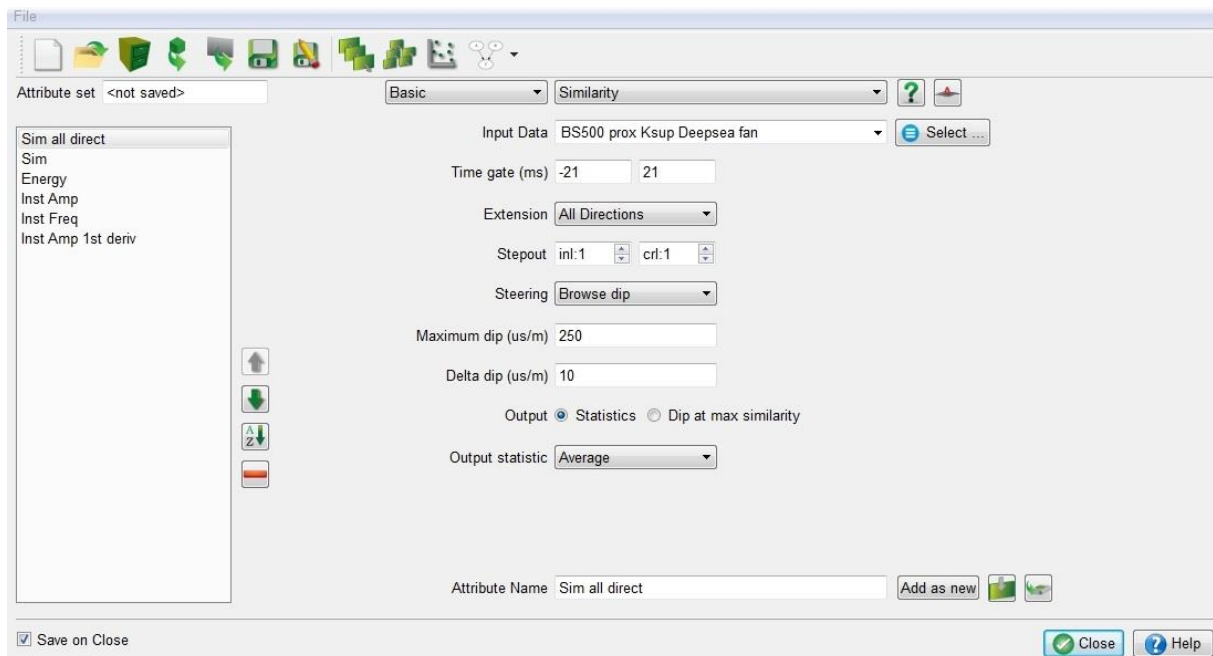 File
Attribute set <not saved> Basic Similarity ?
Input Data BS500 prox Ksup Deepsea fan Select ...
Time gate (ms) -21 21
Extension All Directions
Stepout inl:1 crl:1
Steering Browse dip
Maximum dip (us/m) 250
Delta dip (us/m) 10
Output Statistics Dip at max similarity
Output statistic Average
Sim all direct
Sim
Energy
Inst Amp
Inst Freq
Inst Amp 1st deriv
A
Z
Attribute Name Sim all direct Add as new
Save on Close Close ? Help